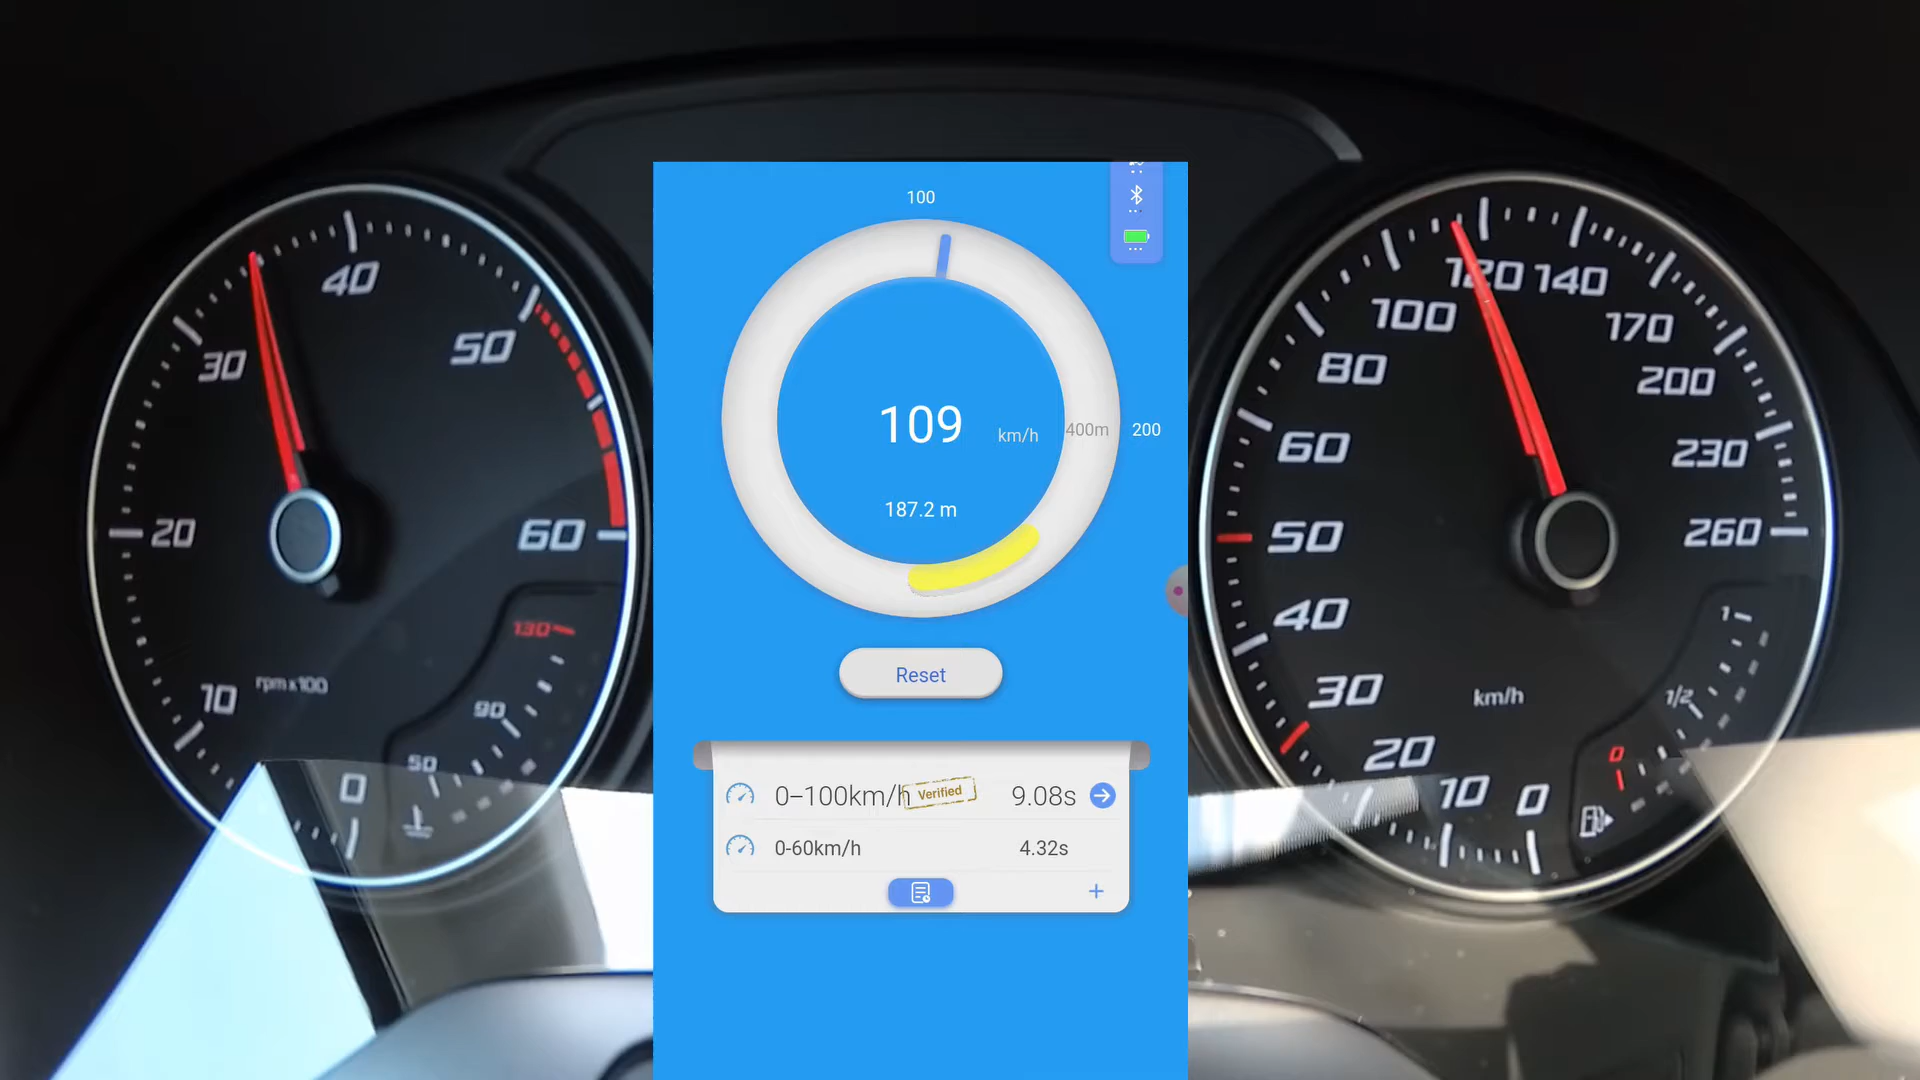 40
30
50
20
60
130
rpm x100
10
90
50
0
100
109
km/h
400m
200
187.2 m
Reset
0–100km/h
Verified
9.08s
0-60km/h
4.32s
+
120
140
100
170
80
200
60
230
50
260
40
1
30
km/h
1/2
20
0
10
0